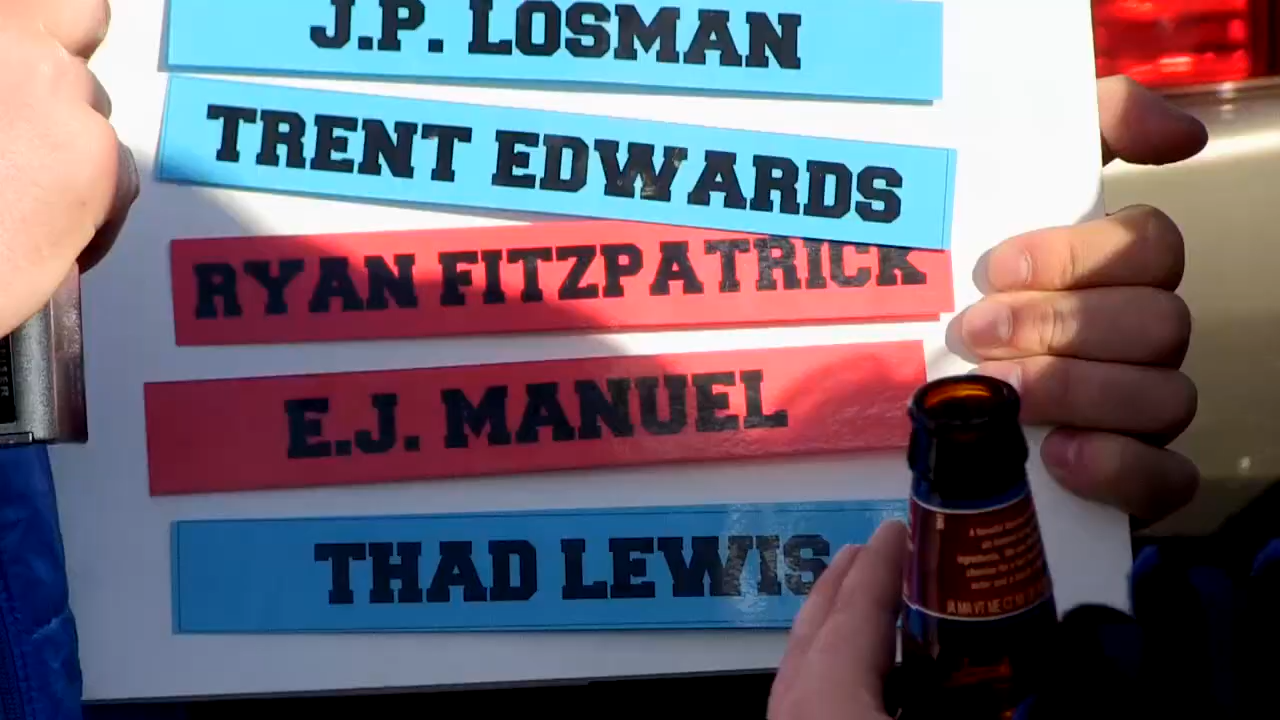 J.P. LOSMAN
TRENT EDWARDS
RYAN FITZPATRICK
E.J. MANUEL
THAD LEWIS